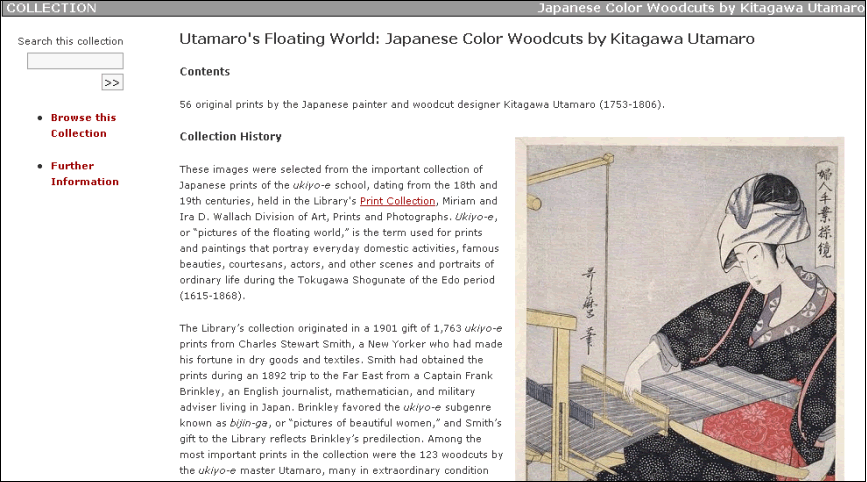 COLLECTION
Japanese Color Woodcuts by Kitagawa Utamaro
Search this collection
>>
Browse this
Collection
Further
Information
Utamaro's Floating World: Japanese Color Woodcuts by Kitagawa Utamaro
Contents
56 original prints by the Japanese painter and woodcut designer Kitagawa Utamaro (1753-1806).
Collection History
These images were selected from the important collection of
Japanese prints of the ukiyo-e school, dating from the 18th and
19th centuries, held in the Library's Print Collection, Miriam and
Ira D. Wallach Division of Art, Prints and Photographs. Ukiyo-e,
or “pictures of the floating world,” is the term used for prints
and paintings that portray everyday domestic activities, famous
beauties, courtesans, actors, and other scenes and portraits of
ordinary life during the Tokugawa Shogunate of the Edo period
(1615-1868).
The Library’s collection originated in a 1901 gift of 1,763 ukiyo-e
prints from Charles Stewart Smith, a New Yorker who had made
his fortune in dry goods and textiles. Smith had obtained the
prints during an 1892 trip to the Far East from a Captain Frank
Brinkley, an English journalist, mathematician, and military
adviser living in Japan. Brinkley favored the ukiyo-e subgenre
known as bijin-ga, or “pictures of beautiful women,” and Smith’s
gift to the Library reflects Brinkley’s predilection. Among the
most important prints in the collection were the 123 woodcuts by
the ukiyo-e master Utamaro, many in extraordinary condition
婦人手業操鏡
哥麿筆